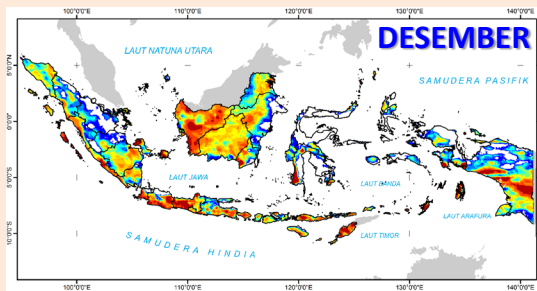 100°0'0"E 110°0'0"E 120°0'0"E 130°0'0"E 140°0'0"E
DESEMBER
LAUT NATUNA UTARA
SAMUDERA PASIFIK
5°0'0"N
0°0'0"
5°0'0"S
10°0'0"S
LAUT JAWA
LAUT BANDA
LAUT ARAFURA
LAUT TIMOR
SAMUDERA HINDIA
100°0'0"E 110°0'0"E 120°0'0"E 130°0'0"E 140°0'0"E